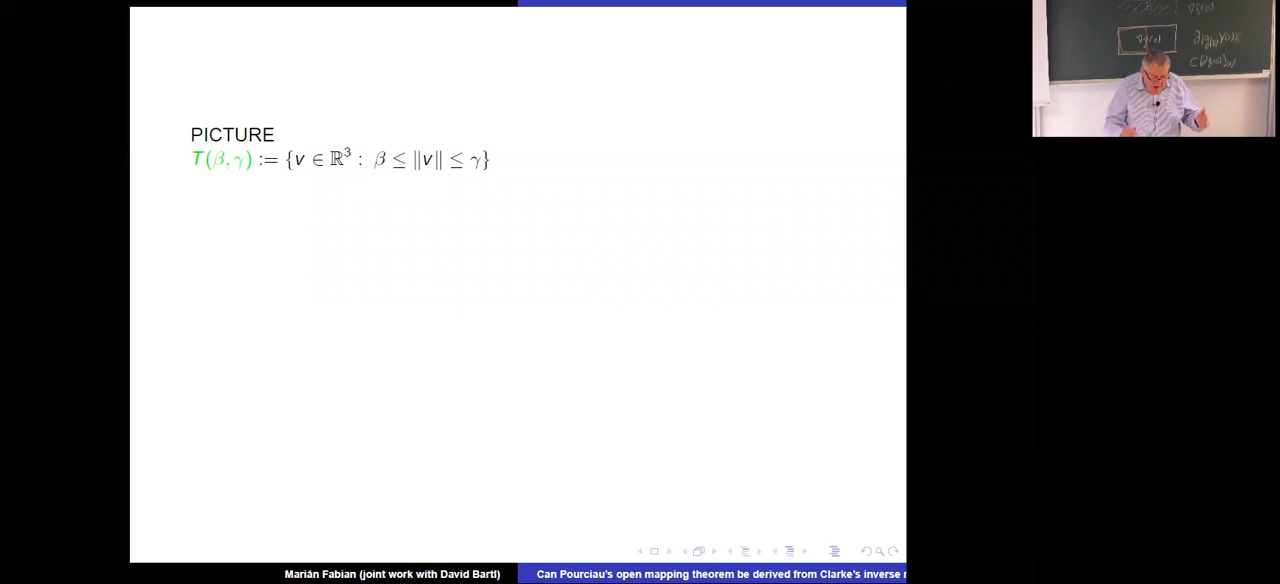 PICTURE
T(β, γ) := {v ∈ ℝ³ : β ≤ ‖v‖ ≤ γ}
Marián Fabian (joint work with David Bartl)
Can Pourciau's open mapping theorem be derived from Clarke's inverse